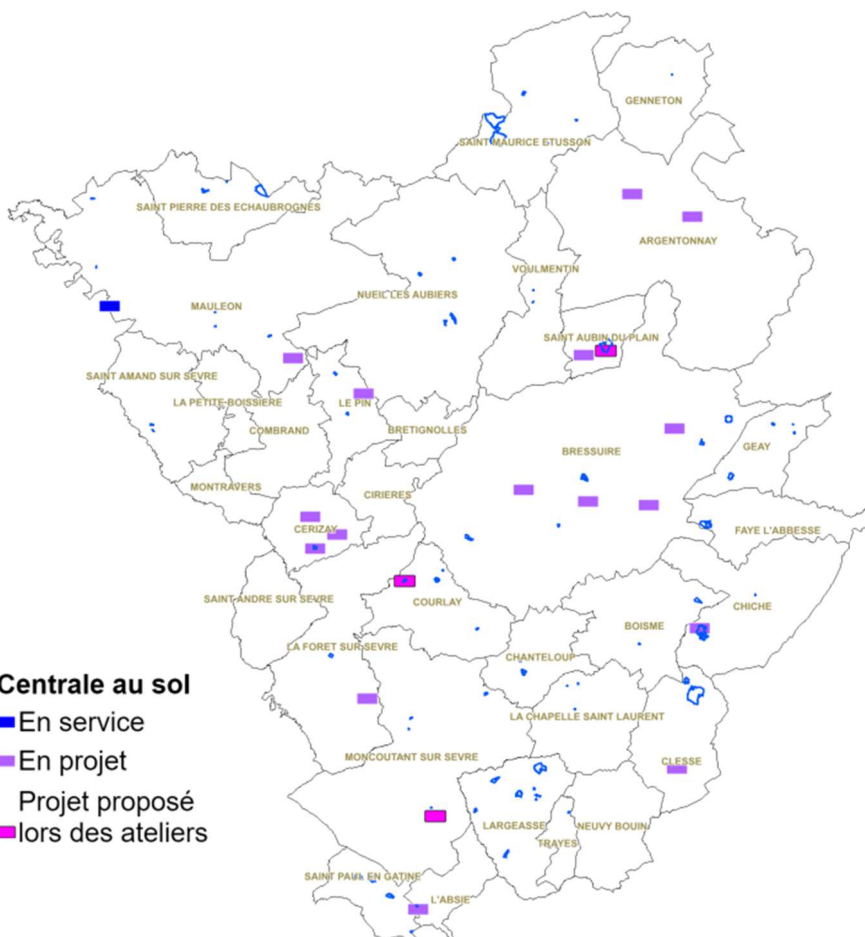 GENNETON
SAINT MAURICE ETUSSON
SAINT PIERRE DES ECHAUBROGNES
ARGENTONNAY
VOULMENTIN
NUEIL LES AUBIERS
MAULEON
SAINT AUBIN DU PLAIN
SAINT AMAND SUR SEVRE
LA PETITE BOISSIERE
LE PIN
COMBRAND
BRETIGNOLLES
GEAY
BRESSUIRE
MONTRAVERS
CIRIERES
CERIZAY
FAYE L'ABBESSE
SAINT ANDRE SUR SEVRE
COURLAY
CHICHE
BOISME
LA FORET SUR SEVRE
CHANTELOUP
LA CHAPELLE SAINT LAURENT
MONCOUTANT SUR SEVRE
CLESSE
LARGEASSE
NEUVY BOUIN
TRAYES
SAINT PAUL EN GATINE
L'ABSIE
Centrale au sol
En service
En projet
Projet proposé
lors des ateliers